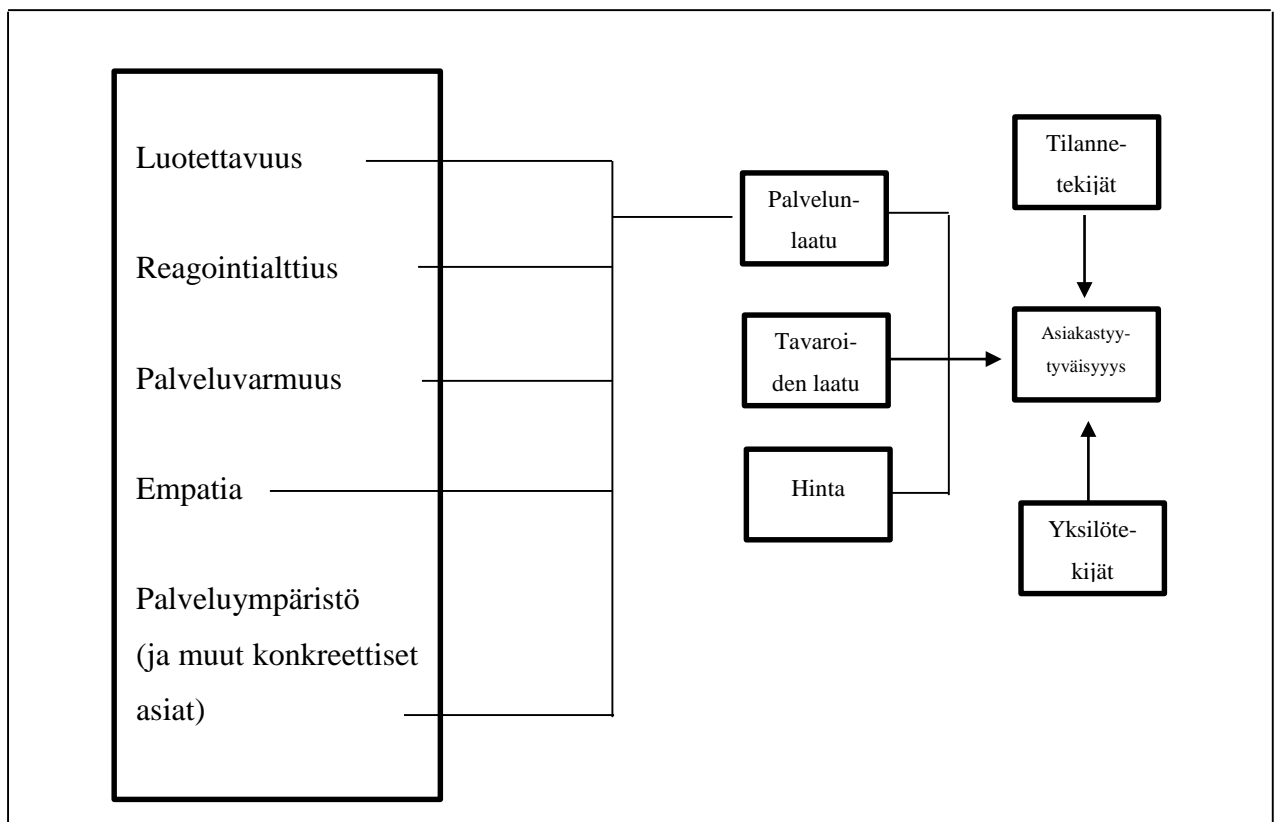 Luotettavuus
Reagointialttius
Palveluvarmuus
Empatia
Palveluympäristö
(ja muut konkreettiset
asiat)
Palvelun-
laatu
Tavaroi-
den laatu
Hinta
Tilanne-
tekijät
Asiakastyy-
tyväisyyys
Yksilöte-
kijät